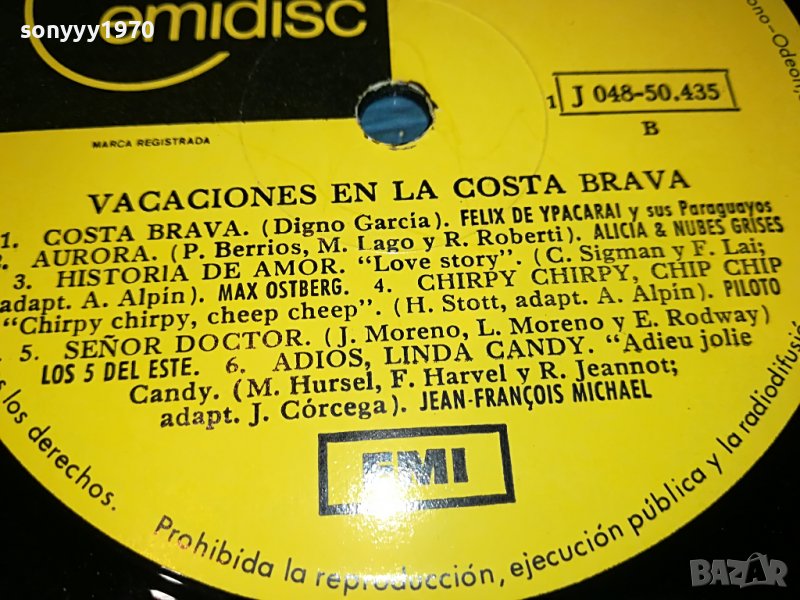 sonyyy1970
emidisc
MARCA REGISTRADA
1 J 048-50.435
B
VACACIONES EN LA COSTA BRAVA
1. COSTA BRAVA. (Digno García). FELIX DE YPACARAI y sus Paraguayos
2. AURORA. (P. Berrios, M. Lago y R. Roberti). ALICIA & NUBES GRISES
3. HISTORIA DE AMOR. "Love story". (C. Sigman y F. Lai;
adapt. A. Alpín). MAX OSTBERG. 4. CHIRPY CHIRPY, CHIP CHIP
"Chirpy chirpy, cheep cheep". (H. Stott, adapt. A. Alpín). PILOTO
5. SEÑOR DOCTOR. (J. Moreno, L. Moreno y E. Rodway)
LOS 5 DEL ESTE. 6. ADIOS, LINDA CANDY. "Adieu jolie
Candy. (M. Hursel, F. Harvel y R. Jeannot;
adapt. J. Córcega). JEAN-FRANÇOIS MICHAEL
EMI
los derechos. Prohibida la reproducción, ejecución pública y la radiodifusió
ono-Odeon,
BAZAR